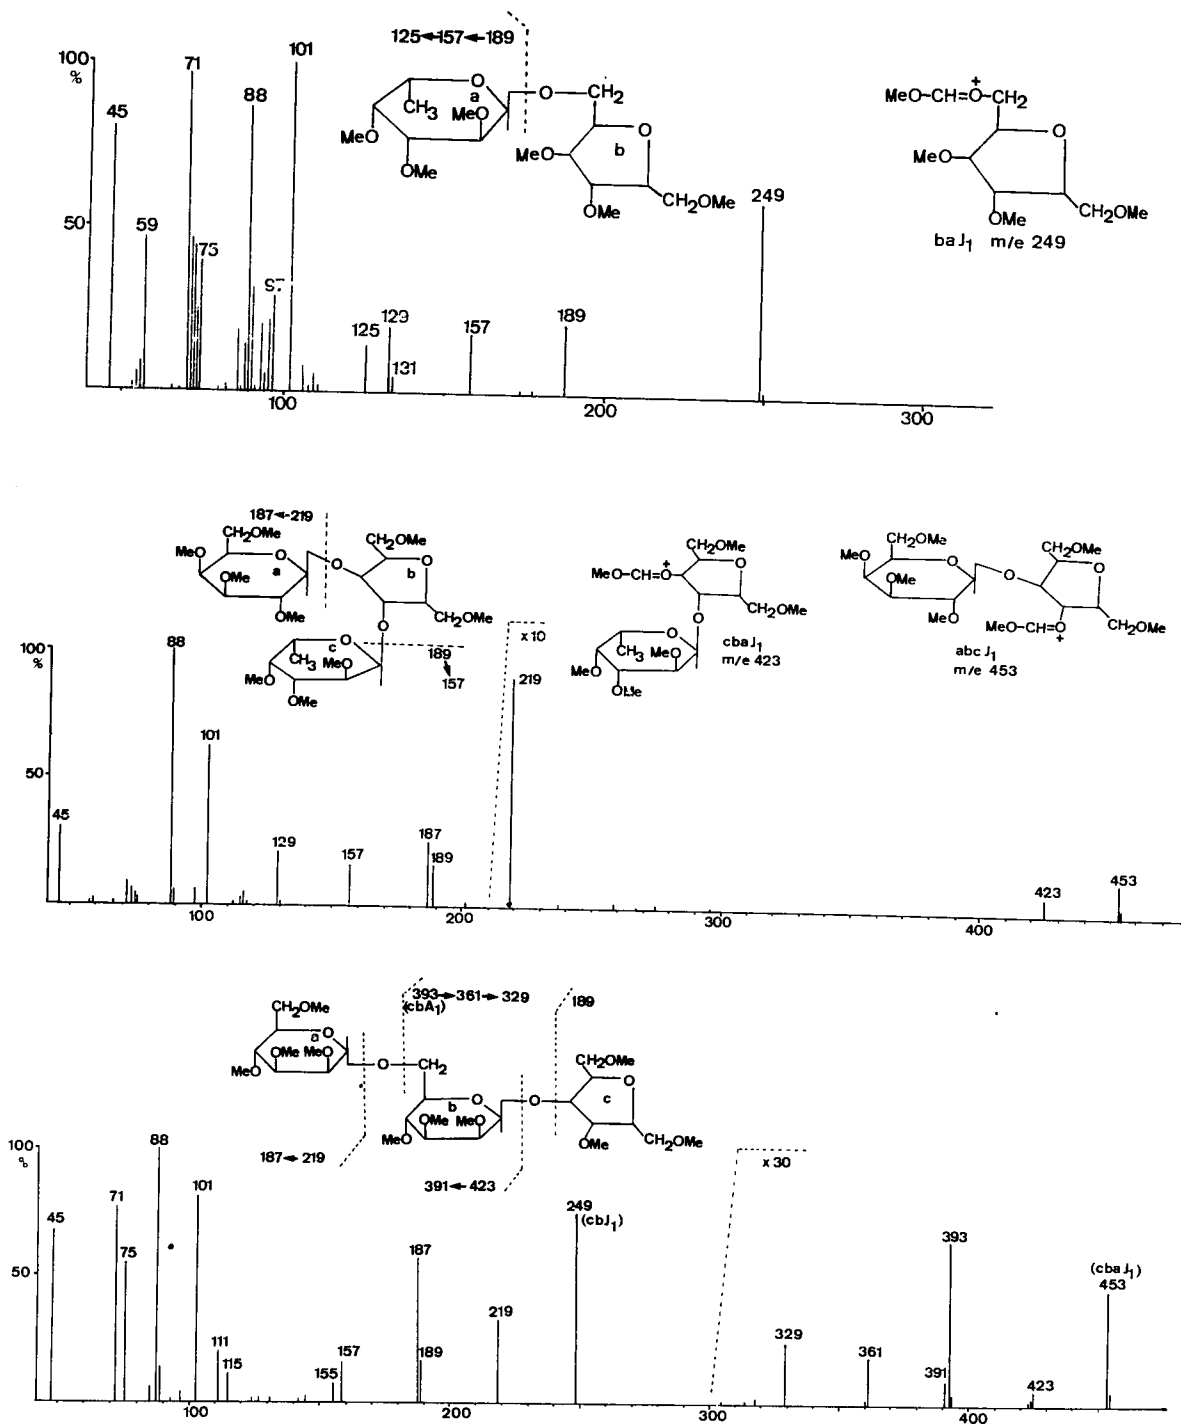 125←157←189
100
%
50
45
59
71
75
88
101
125
129
131
157
189
249
100
200
300
a
O
CH3
MeO
MeO
OMe
O
CH2
O
b
MeO
OMe
CH2OMe
MeO-CH=O-CH2
+
O
MeO
OMe
CH2OMe
baJ1 m/e 249
187←219
CH2OMe
MeO
O
a
OMe
OMe
O
CH2OMe
O
b
CH2OMe
O
c
O
CH3
MeO
MeO
OMe
189
157
x 10
100
%
50
45
88
101
129
157
187
189
219
423
453
100
200
300
400
CH2OMe
MeO-CH=O
+
O
CH2OMe
O
O
CH3
MeO
MeO
cbaJ1
m/e 423
CH2OMe
MeO
O
OMe
MeO
O
CH2OMe
O
MeO-CH=O
+
CH2OMe
abc J1
m/e 453
393→361→329
(cbA1)
189
CH2OMe
O
a
OMe
MeO
MeO
O
CH2
b
O
OMe
MeO
MeO
O
CH2OMe
O
c
OMe
CH2OMe
187←219
391←423
x 30
100
%
50
45
71
75
88
101
111
115
155
157
187
189
219
249
(cbJ1)
329
361
391
393
423
(cbaJ1)
453
100
200
300
400